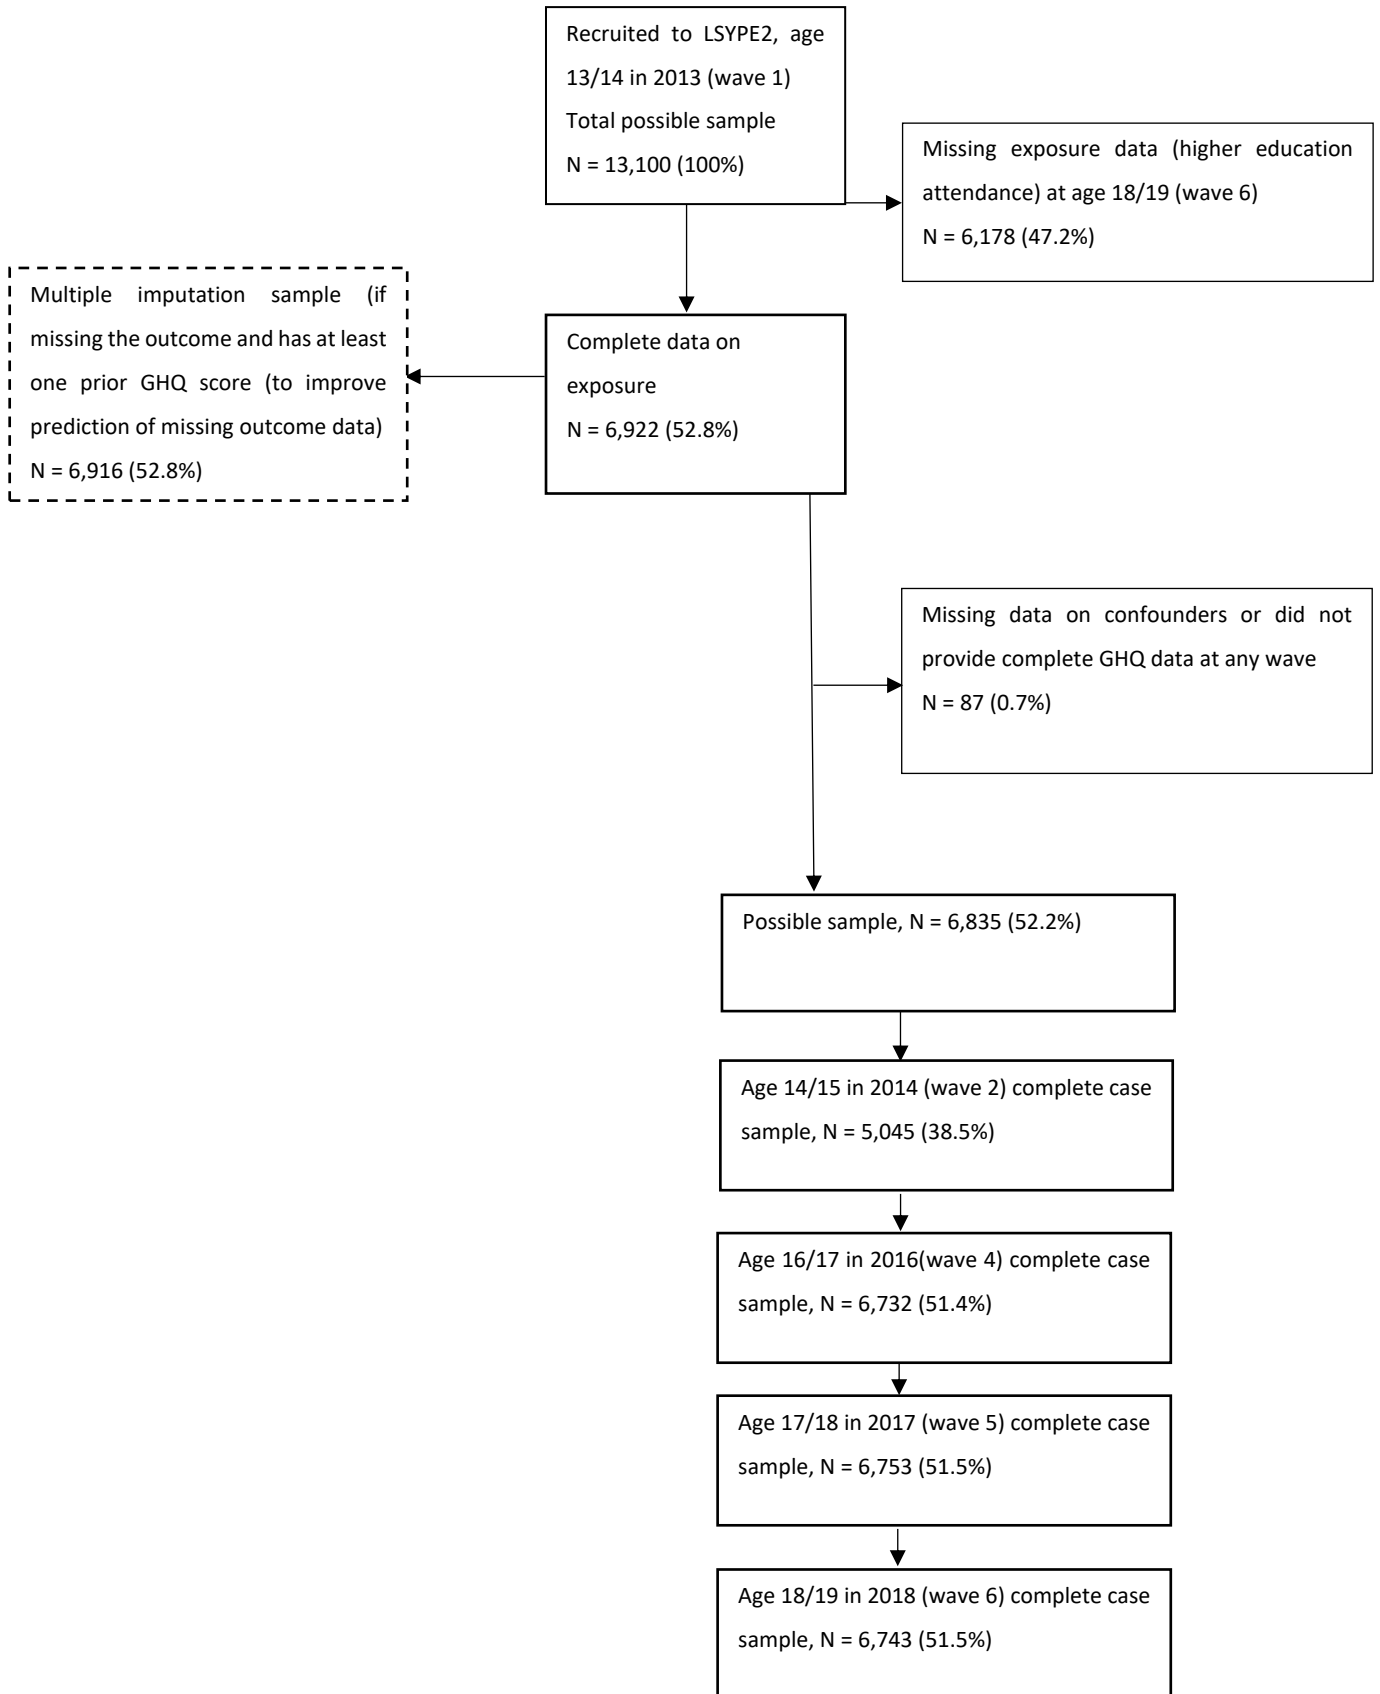 Recruited to LSYPE2, age
13/14 in 2013 (wave 1)
Total possible sample
N = 13,100 (100%)
Missing exposure data (higher education
attendance) at age 18/19 (wave 6)
N = 6,178 (47.2%)
Multiple imputation sample (if
missing the outcome and has at least
one prior GHQ score (to improve
prediction of missing outcome data)
N = 6,916 (52.8%)
Complete data on
exposure
N = 6,922 (52.8%)
Missing data on confounders or did not
provide complete GHQ data at any wave
N = 87 (0.7%)
Possible sample, N = 6,835 (52.2%)
Age 14/15 in 2014 (wave 2) complete case
sample, N = 5,045 (38.5%)
Age 16/17 in 2016(wave 4) complete case
sample, N = 6,732 (51.4%)
Age 17/18 in 2017 (wave 5) complete case
sample, N = 6,753 (51.5%)
Age 18/19 in 2018 (wave 6) complete case
sample, N = 6,743 (51.5%)